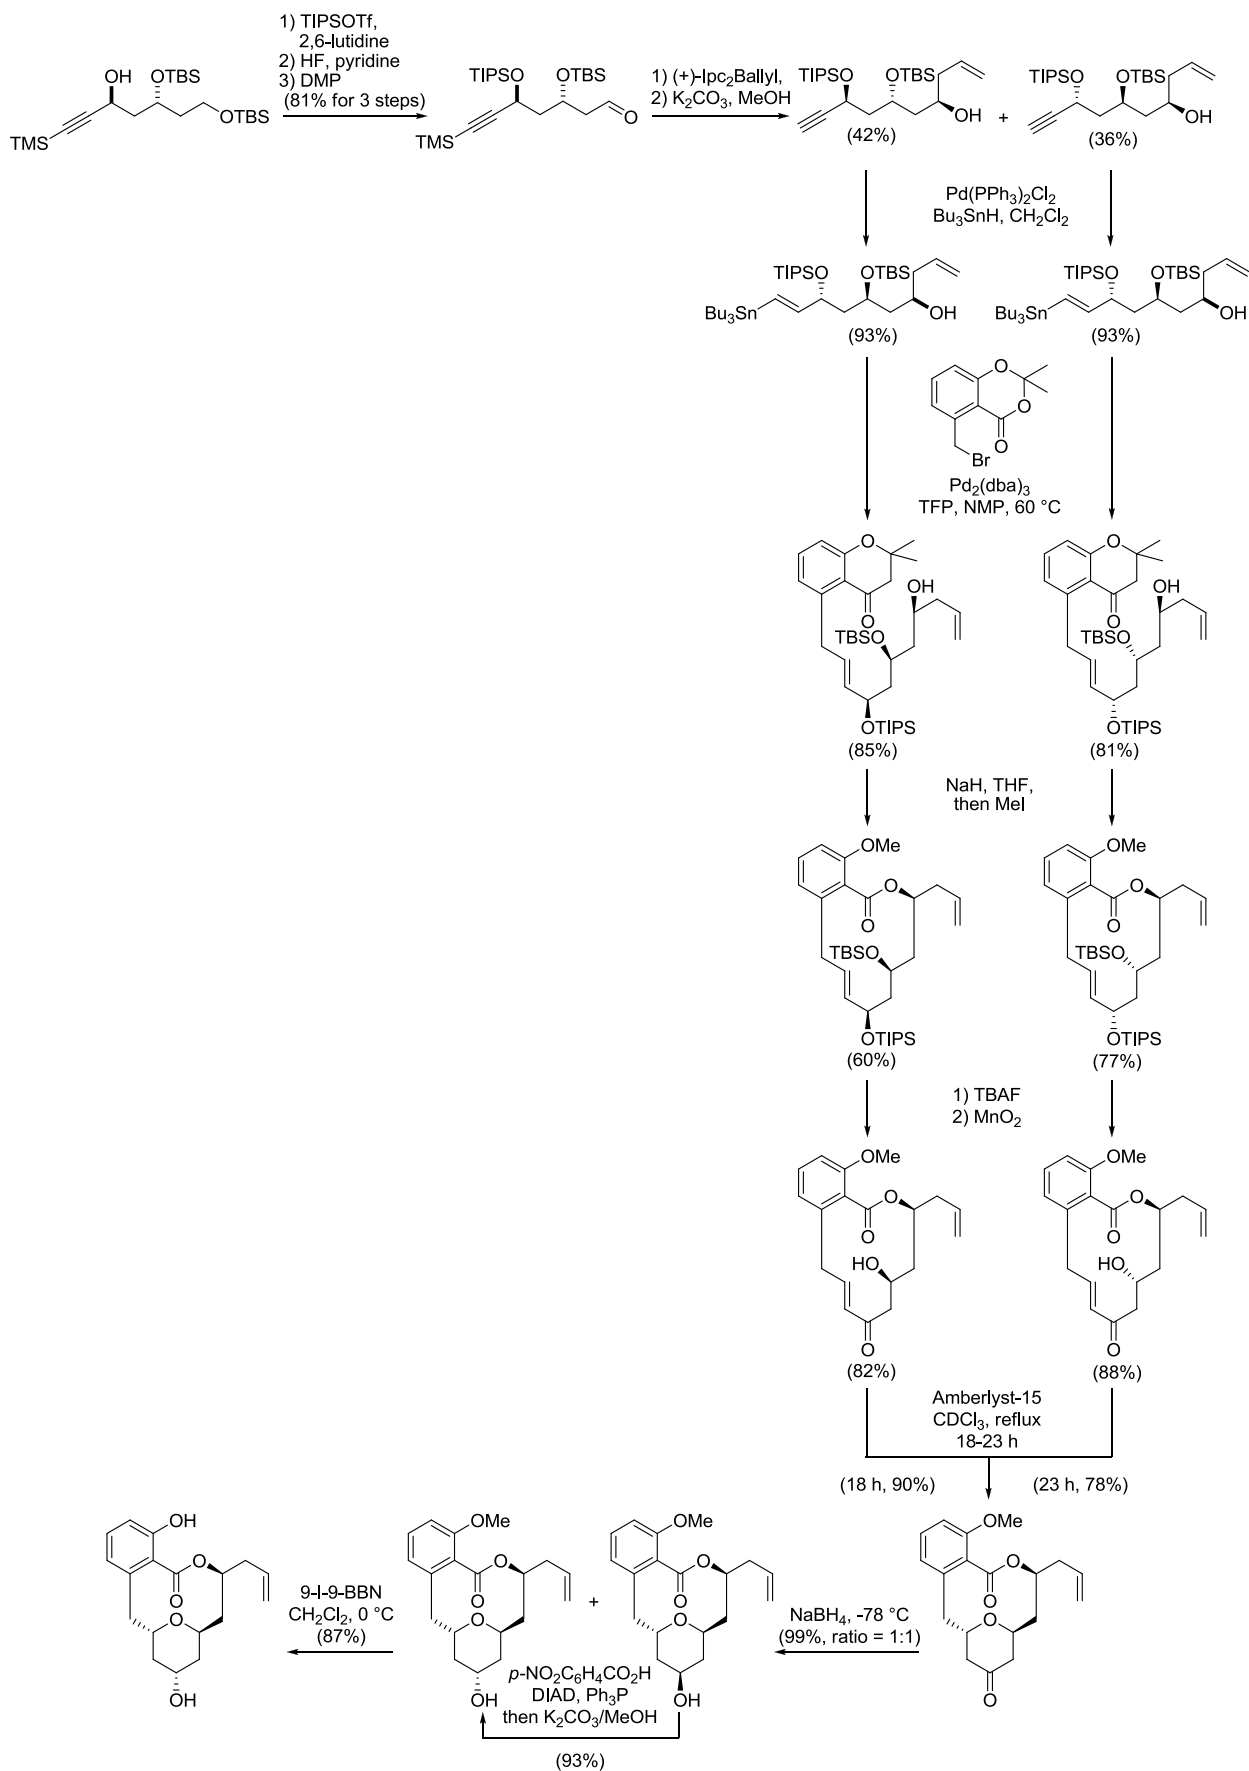 1) TIPSOTf,
2,6-lutidine
2) HF, pyridine
3) DMP
(81% for 3 steps)
OH
OTBS
OTBS
TMS
TIPSO
OTBS
O
TMS
1) (+)-Ipc2Ballyl,
2) K2CO3, MeOH
TIPSO
OTBS
OH
(42%)
+
TIPSO
OTBS
OH
(36%)
Pd(PPh3)2Cl2
Bu3SnH, CH2Cl2
TIPSO
OTBS
Bu3Sn
OH
(93%)
TIPSO
OTBS
Bu3Sn
OH
(93%)
O
O
O
Br
Pd2(dba)3
TFP, NMP, 60 °C
O
OH
O
TBSO
OTIPS
(85%)
O
OH
O
TBSO
OTIPS
(81%)
NaH, THF,
then MeI
OMe
O
O
TBSO
OTIPS
(60%)
OMe
O
O
TBSO
OTIPS
(77%)
1) TBAF
2) MnO2
OMe
O
O
HO
O
(82%)
OMe
O
O
HO
O
(88%)
Amberlyst-15
CDCl3, reflux
18-23 h
(18 h, 90%)
(23 h, 78%)
OMe
O
O
O
O
NaBH4, -78 °C
(99%, ratio = 1:1)
OMe
O
O
O
OH
+
OMe
O
O
O
OH
p-NO2C6H4CO2H
DIAD, Ph3P
then K2CO3/MeOH
(93%)
9-I-9-BBN
CH2Cl2, 0 °C
(87%)
OH
O
O
O
OH